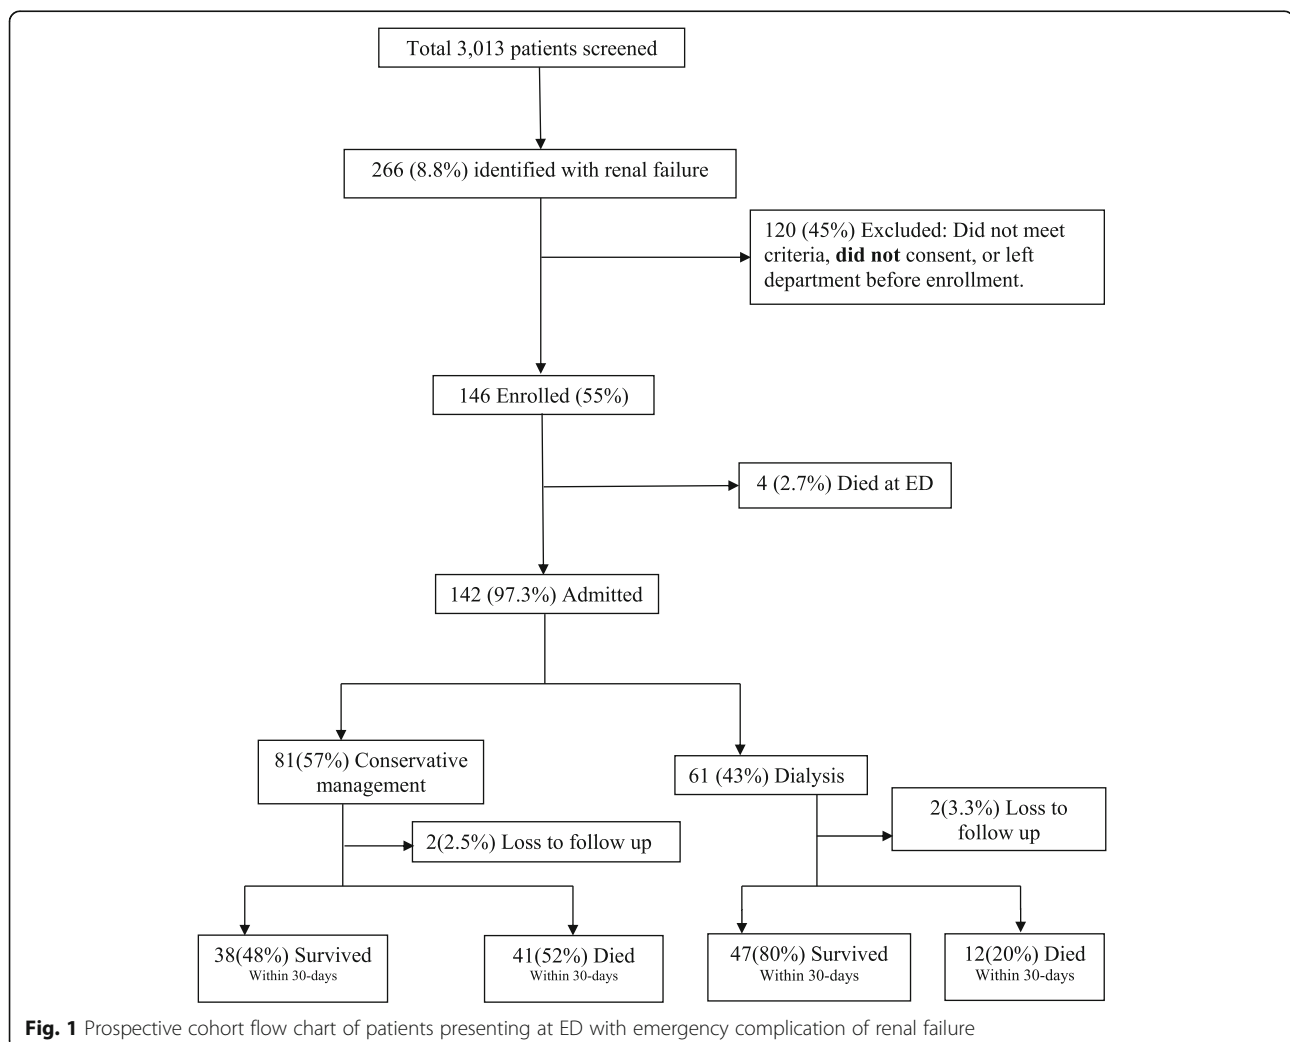 Total 3,013 patients screened
266 (8.8%) identified with renal failure
120 (45%) Excluded: Did not meet
criteria, did not consent, or left
department before enrollment.
146 Enrolled (55%)
4 (2.7%) Died at ED
142 (97.3%) Admitted
81(57%) Conservative
management
61 (43%) Dialysis
2(2.5%) Loss to follow up
2(3.3%) Loss to
follow up
38(48%) Survived
Within 30-days
41(52%) Died
Within 30-days
47(80%) Survived
Within 30-days
12(20%) Died
Within 30-days
Fig. 1 Prospective cohort flow chart of patients presenting at ED with emergency complication of renal failure